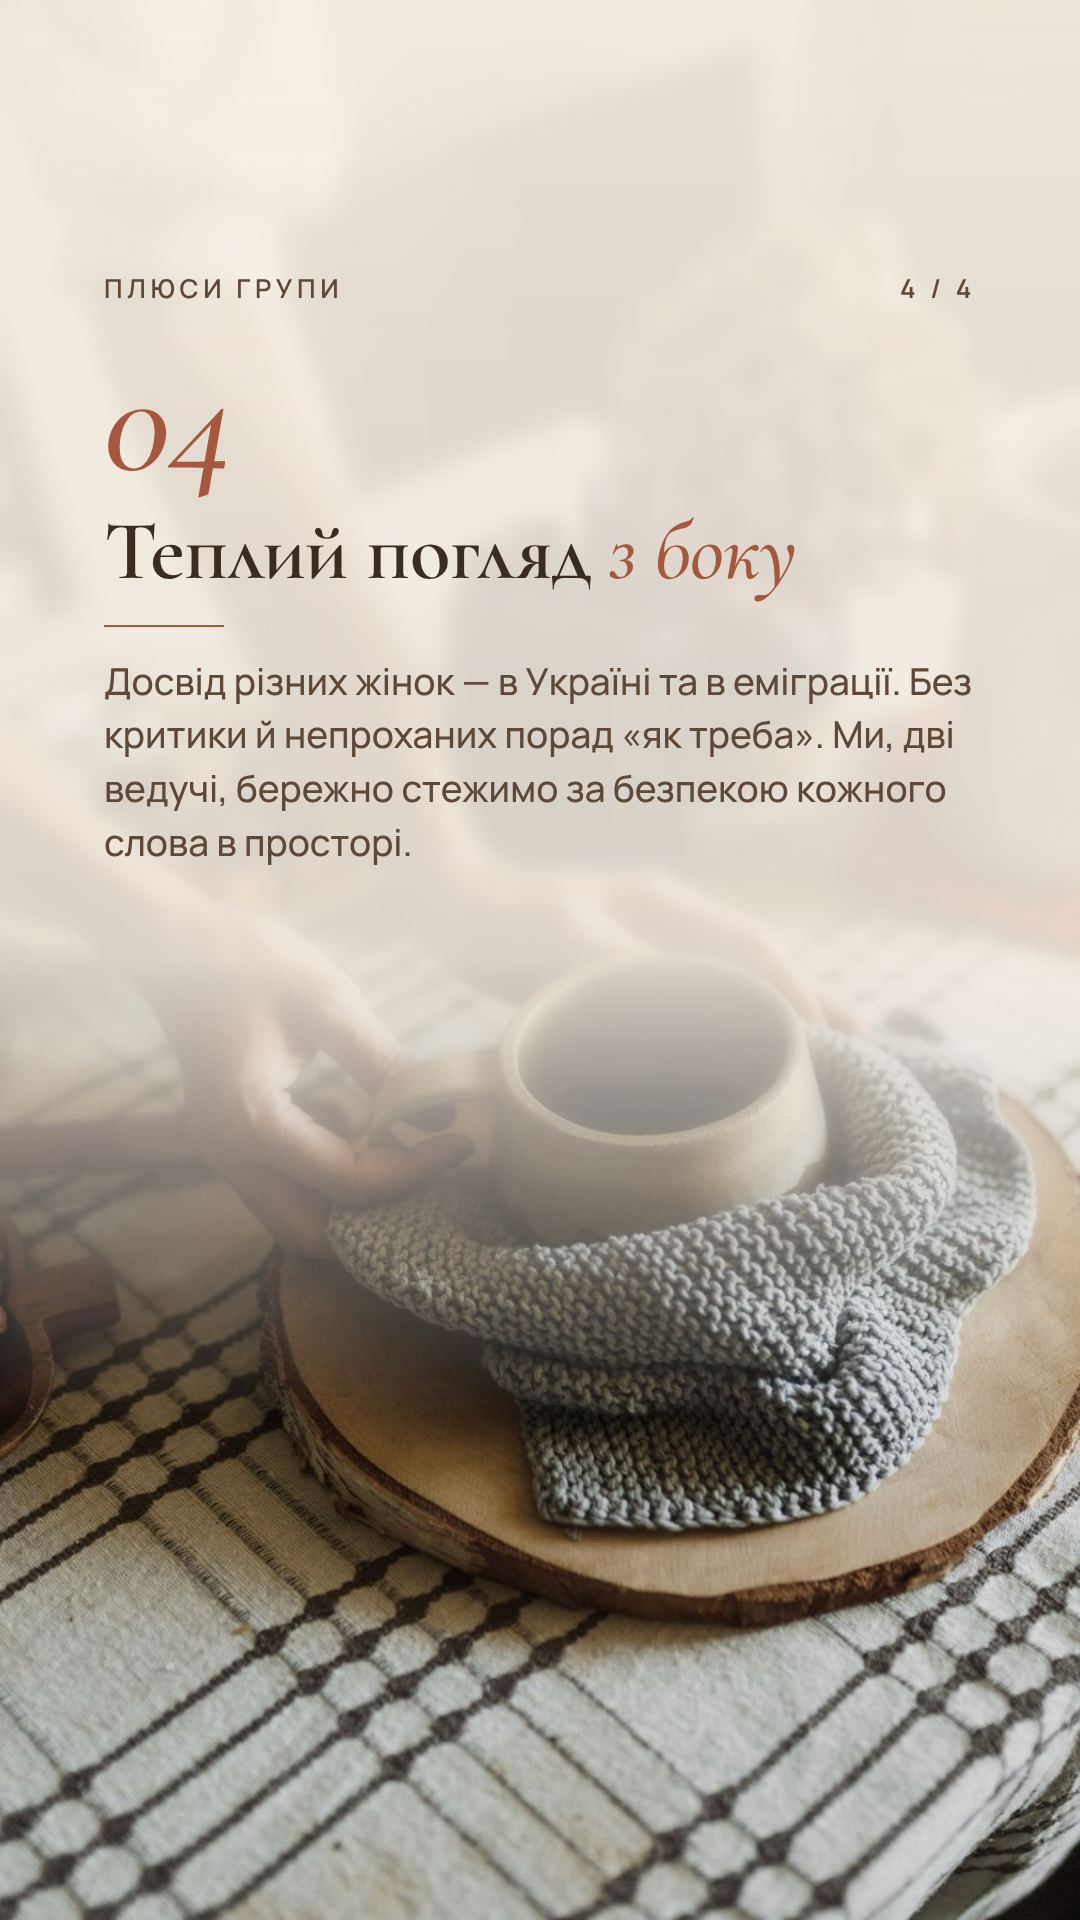 ПЛЮСИ ГРУПИ
4 / 4
04
Теплий погляд з боку
Досвід різних жінок — в Україні та в еміграції. Без
критики й непроханих порад «як треба». Ми, дві
ведучі, бережно стежимо за безпекою кожного
слова в просторі.